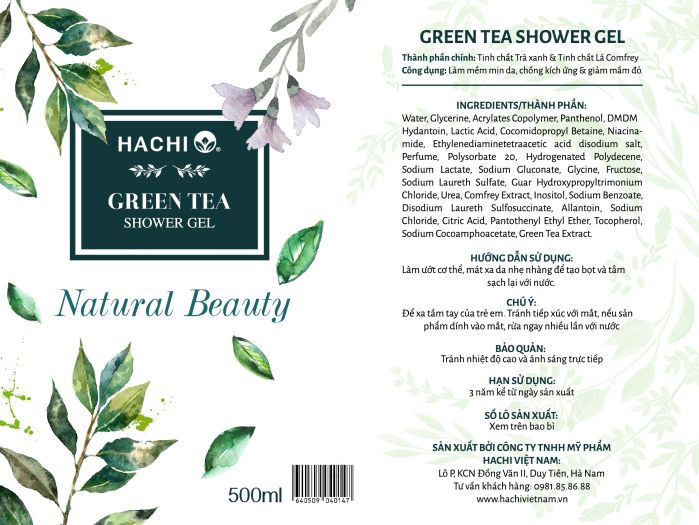 HACHI ®
GREEN TEA
SHOWER GEL
Natural Beauty
500ml
640509 040147
GREEN TEA SHOWER GEL
Thành phần chính: Tinh chất Trà xanh & Tinh chất Lá Comfrey
Công dụng: Làm mềm mịn da, chống kích ứng & giảm mẩm đỏ.
INGREDIENTS/THÀNH PHẦN:
Water, Glycerine, Acrylates Copolymer, Panthenol, DMDM
Hydantoin, Lactic Acid, Cocomidopropyl Betaine, Niacina-
mide, Ethylenediaminetetraacetic acid disodium salt,
Perfume, Polysorbate 20, Hydrogenated Polydecene,
Sodium Lactate, Sodium Gluconate, Glycine, Fructose,
Sodium Laureth Sulfate, Guar Hydroxypropyltrimonium
Chloride, Urea, Comfrey Extract, Inositol, Sodium Benzoate,
Disodium Laureth Sulfosuccinate, Allantoin, Sodium
Chloride, Citric Acid, Pantothenyl Ethyl Ether, Tocopherol,
Sodium Cocoamphoacetate, Green Tea Extract.
HƯỚNG DẪN SỬ DỤNG:
Làm ướt cơ thể, mát xa da nhẹ nhàng để tạo bọt và tắm
sạch lại với nước.
CHÚ Ý:
Để xa tầm tay của trẻ em. Tránh tiếp xúc với mắt, nếu sản
phẩm dính vào mắt, rửa ngay nhiều lần với nước
BẢO QUẢN:
Tránh nhiệt độ cao và ánh sáng trực tiếp
HẠN SỬ DỤNG:
3 năm kể từ ngày sản xuất
SỐ LÔ SẢN XUẤT:
Xem trên bao bì
SẢN XUẤT BỞI CÔNG TY TNHH MỸ PHẨM
HACHI VIỆT NAM:
Lô P, KCN Đồng Văn II, Duy Tiên, Hà Nam
Tư vấn khách hàng: 0981.85.86.88
www.hachivietnam.vn